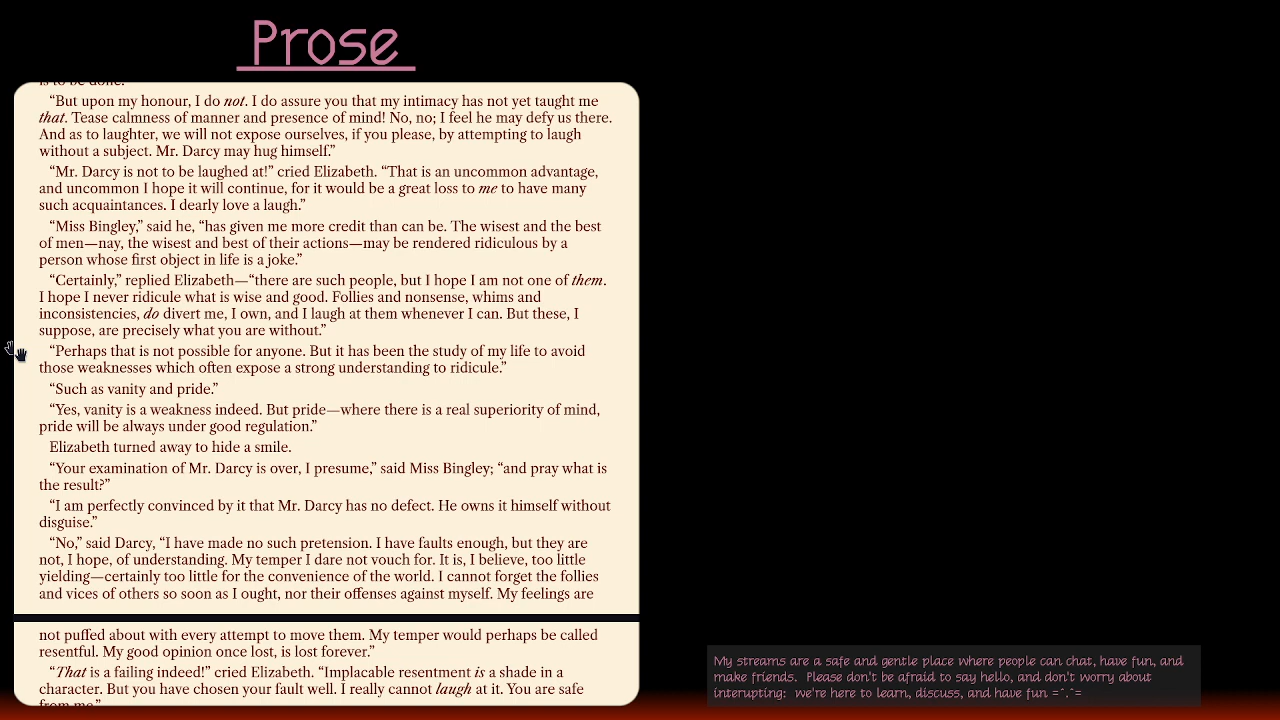 Prose
is to be done."
“But upon my honour, I do not. I do assure you that my intimacy has not yet taught me
that. Tease calmness of manner and presence of mind! No, no; I feel he may defy us there.
And as to laughter, we will not expose ourselves, if you please, by attempting to laugh
without a subject. Mr. Darcy may hug himself.”
“Mr. Darcy is not to be laughed at!” cried Elizabeth. “That is an uncommon advantage,
and uncommon I hope it will continue, for it would be a great loss to me to have many
such acquaintances. I dearly love a laugh.”
“Miss Bingley,” said he, “has given me more credit than can be. The wisest and the best
of men—nay, the wisest and best of their actions—may be rendered ridiculous by a
person whose first object in life is a joke.”
“Certainly,” replied Elizabeth—“there are such people, but I hope I am not one of them.
I hope I never ridicule what is wise and good. Follies and nonsense, whims and
inconsistencies, do divert me, I own, and I laugh at them whenever I can. But these, I
suppose, are precisely what you are without.”
“Perhaps that is not possible for anyone. But it has been the study of my life to avoid
those weaknesses which often expose a strong understanding to ridicule.”
“Such as vanity and pride.”
“Yes, vanity is a weakness indeed. But pride—where there is a real superiority of mind,
pride will be always under good regulation.”
Elizabeth turned away to hide a smile.
“Your examination of Mr. Darcy is over, I presume,” said Miss Bingley; “and pray what is
the result?”
“I am perfectly convinced by it that Mr. Darcy has no defect. He owns it himself without
disguise.”
“No,” said Darcy, “I have made no such pretension. I have faults enough, but they are
not, I hope, of understanding. My temper I dare not vouch for. It is, I believe, too little
yielding—certainly too little for the convenience of the world. I cannot forget the follies
and vices of others so soon as I ought, nor their offenses against myself. My feelings are
not puffed about with every attempt to move them. My temper would perhaps be called
resentful. My good opinion once lost, is lost forever.”
“That is a failing indeed!” cried Elizabeth. “Implacable resentment is a shade in a
character. But you have chosen your fault well. I really cannot laugh at it. You are safe
from me.”
My streams are a safe and gentle place where people can chat, have fun, and
make friends. Please don't be afraid to say hello, and don't worry about
interupting: we're here to learn, discuss, and have fun =^.^=